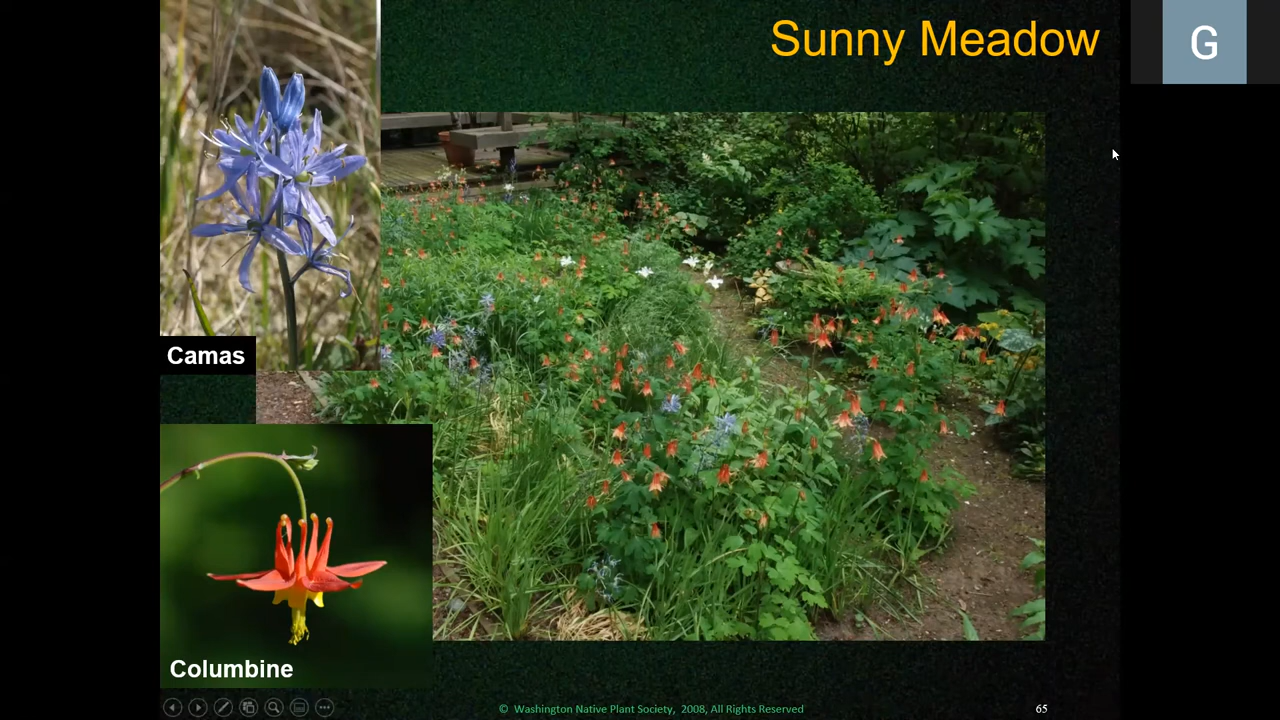 Sunny Meadow
G
Camas
Columbine
© Washington Native Plant Society, 2008, All Rights Reserved
65